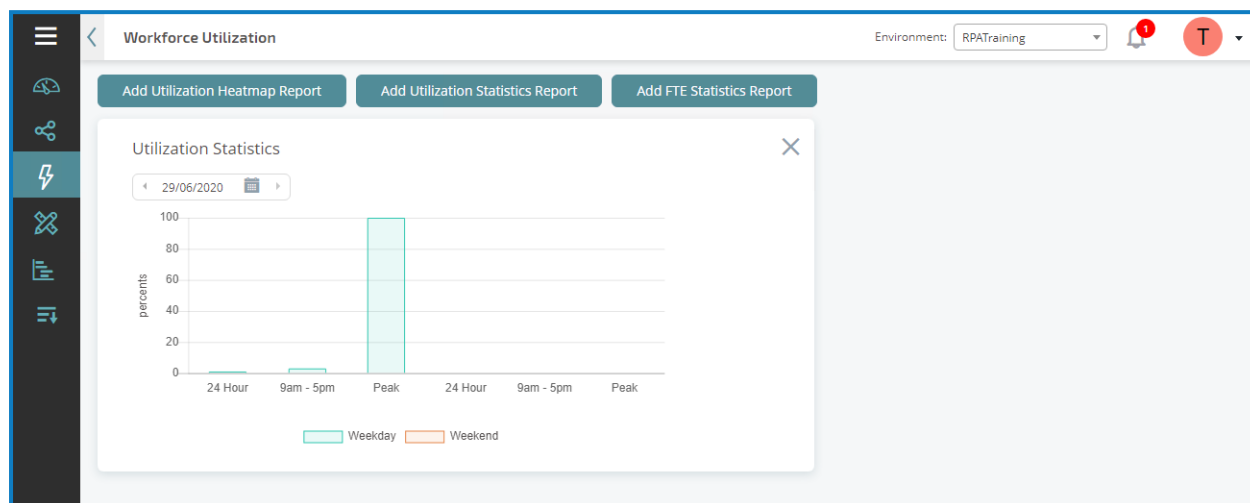 Workforce Utilization
Environment: RPATraining
1
T
Add Utilization Heatmap Report
Add Utilization Statistics Report
Add FTE Statistics Report
Utilization Statistics
29/06/2020
100
80
60
40
20
0
percents
24 Hour 9am - 5pm Peak 24 Hour 9am - 5pm Peak
Weekday Weekend